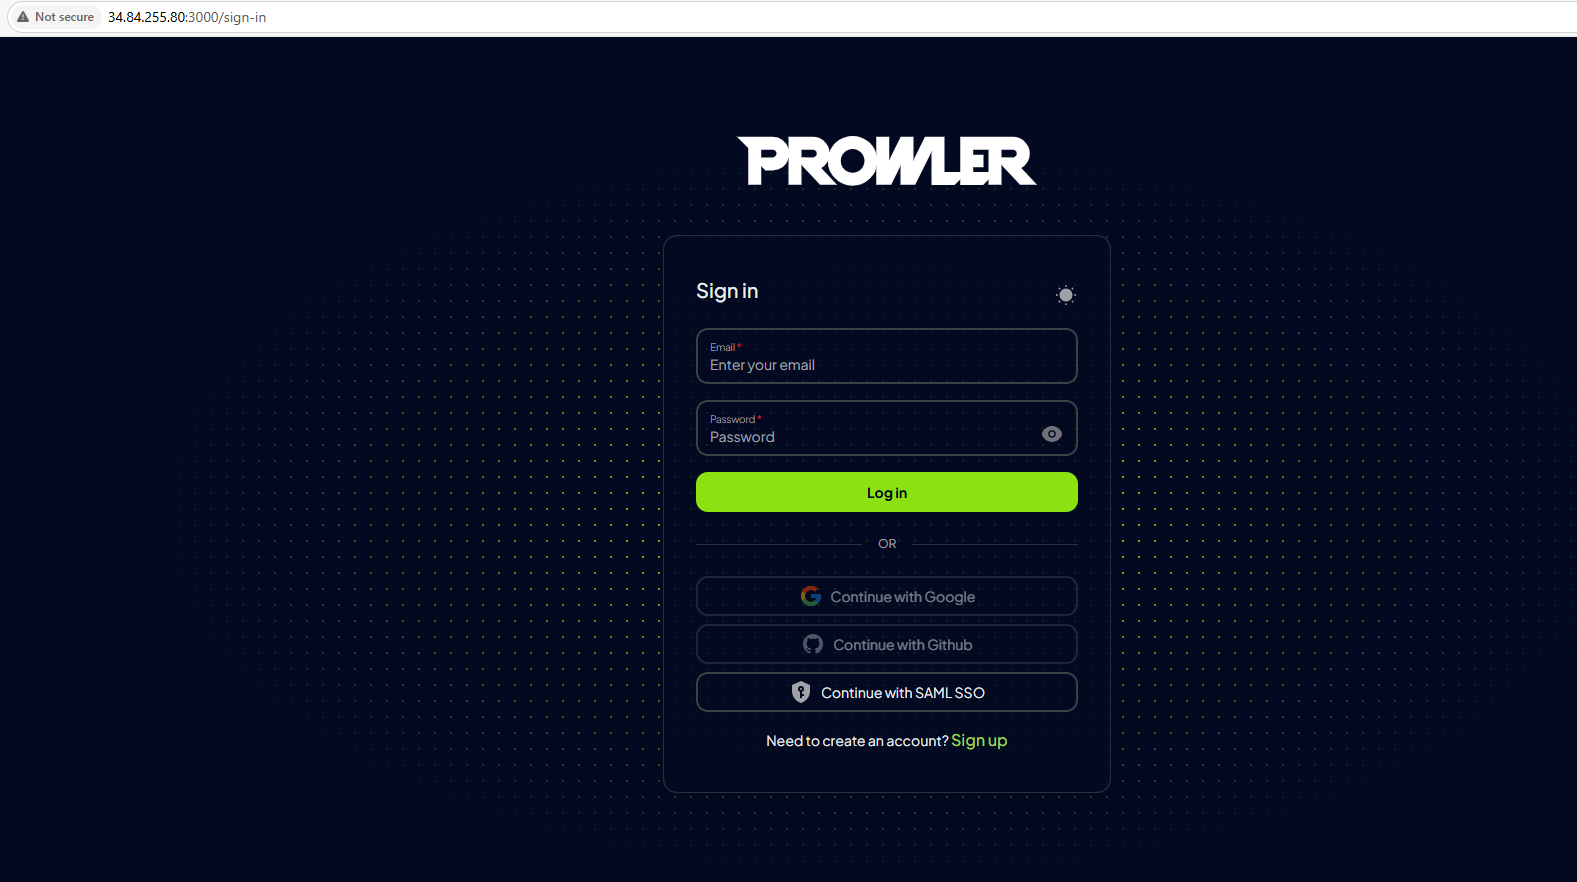 Not secure 34.84.255.80:3000/sign-in
PROWLER
Sign in
Email *
Enter your email
Password *
Password
Log in
OR
Continue with Google
Continue with Github
Continue with SAML SSO
Need to create an account? Sign up